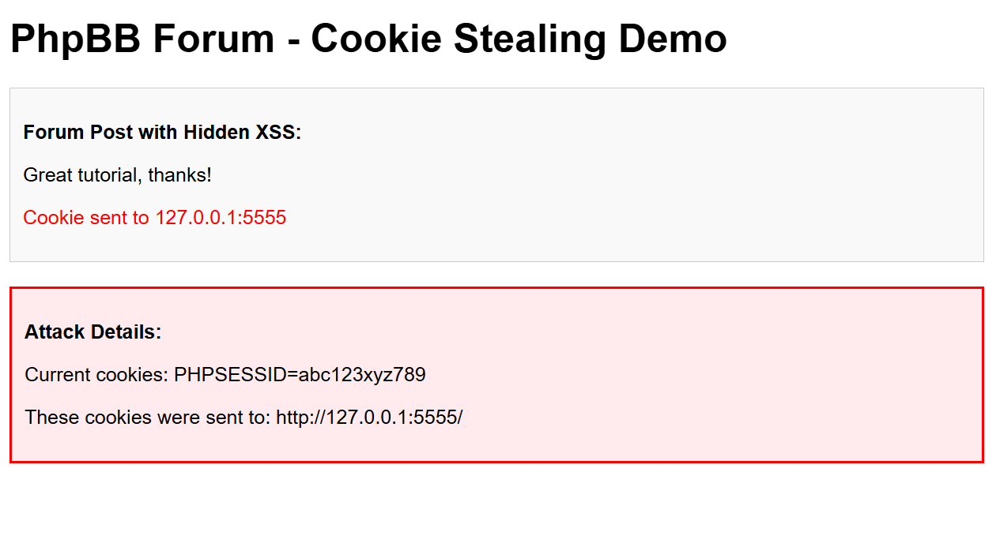 PhpBB Forum - Cookie Stealing Demo
Forum Post with Hidden XSS:
Great tutorial, thanks!
Cookie sent to 127.0.0.1:5555
Attack Details:
Current cookies: PHPSESSID=abc123xyz789
These cookies were sent to: http://127.0.0.1:5555/